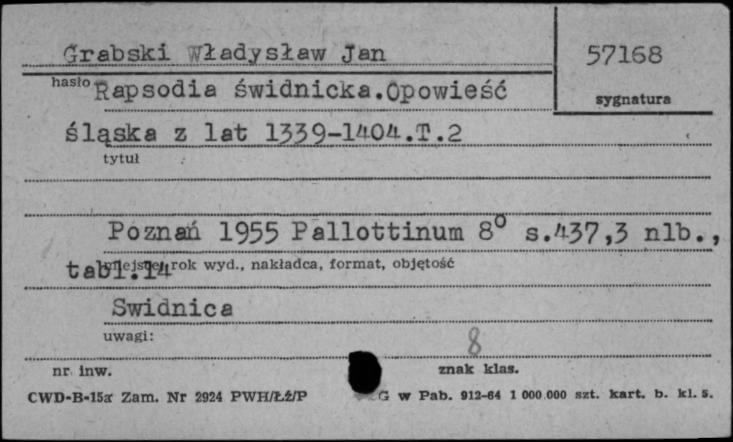 Grabski Władysław Jan 57168
hasło Rapsodia świdnicka.Opowieść sygnatura
śląska z lat 1339-1404.T.2
tytuł
Poznań 1955 Pallottinum 8° s.437,3 nlb.,
tabl.14
miejsce, rok wyd., nakładca, format, objętość
Swidnica
uwagi: 8
nr. inw. znak klas.
CWD-B-15a Zam. Nr 2924 PWH/Łź/P G w Pab. 912-64 1 000.000 szt. kart. b. kl. 5.